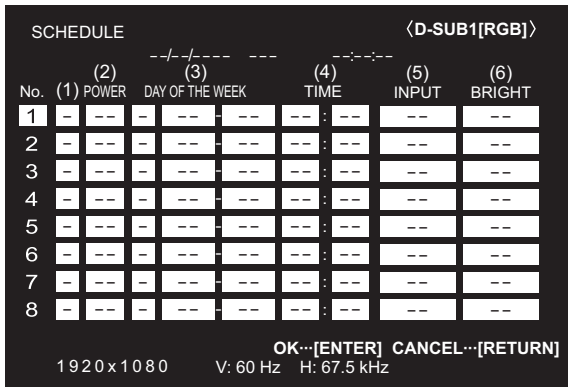 SCHEDULE 〈D-SUB1[RGB]〉
--/--/---- --- --:--:--
(2) (3) (4) (5) (6)
No. (1) POWER DAY OF THE WEEK TIME INPUT BRIGHT
1 - -- - -- - -- -- : -- -- --
2 - -- - -- - -- -- : -- -- --
3 - -- - -- - -- -- : -- -- --
4 - -- - -- - -- -- : -- -- --
5 - -- - -- - -- -- : -- -- --
6 - -- - -- - -- -- : -- -- --
7 - -- - -- - -- -- : -- -- --
8 - -- - -- - -- -- : -- -- --
OK···[ENTER] CANCEL···[RETURN]
1920x1080 V: 60 Hz H: 67.5 kHz